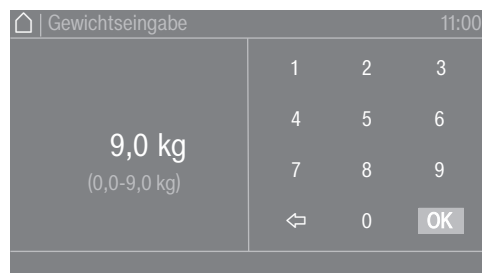 | Gewichtseingabe 11:00
1 2 3
4 5 6
9,0 kg
7 8 9
(0,0-9,0 kg)
0 OK